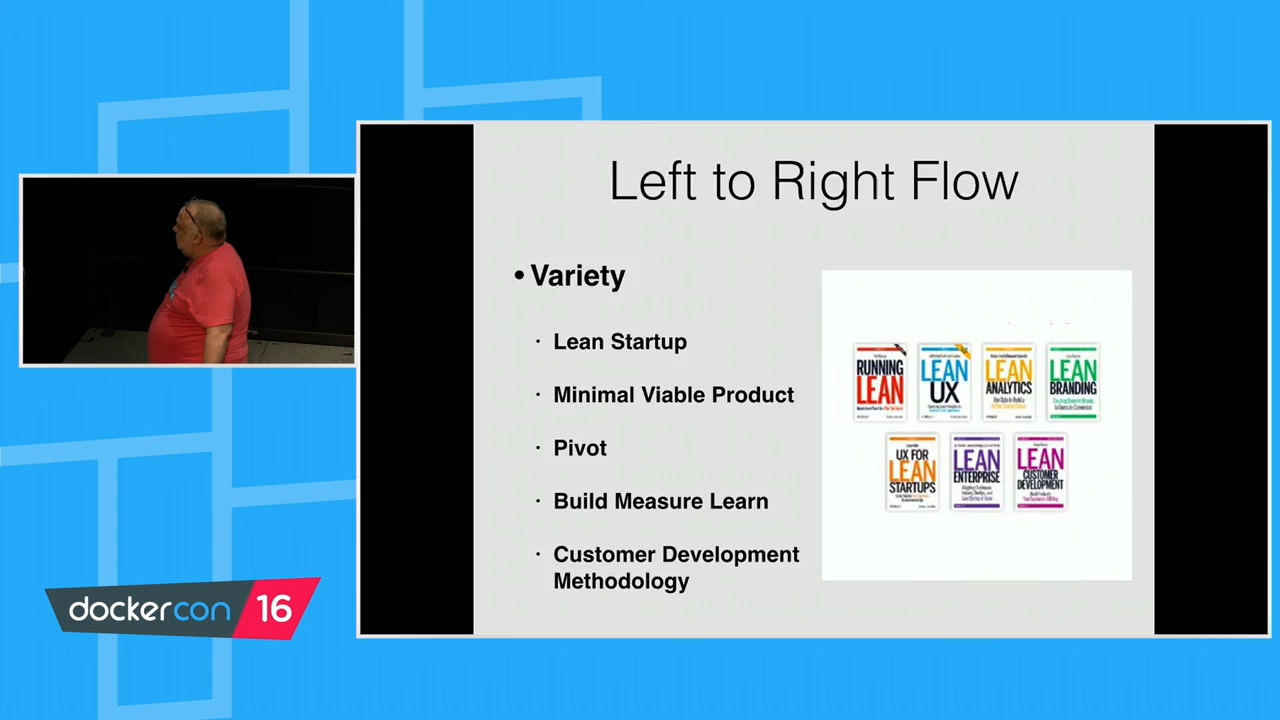 Left to Right Flow
• Variety
· Lean Startup
· Minimal Viable Product
· Pivot
· Build Measure Learn
· Customer Development
Methodology
RUNNING
LEAN
LEAN
UX
LEAN
ANALYTICS
LEAN
BRANDING
UX FOR
LEAN
STARTUPS
LEAN
ENTERPRISE
LEAN
CUSTOMER
DEVELOPMENT
dockercon 16